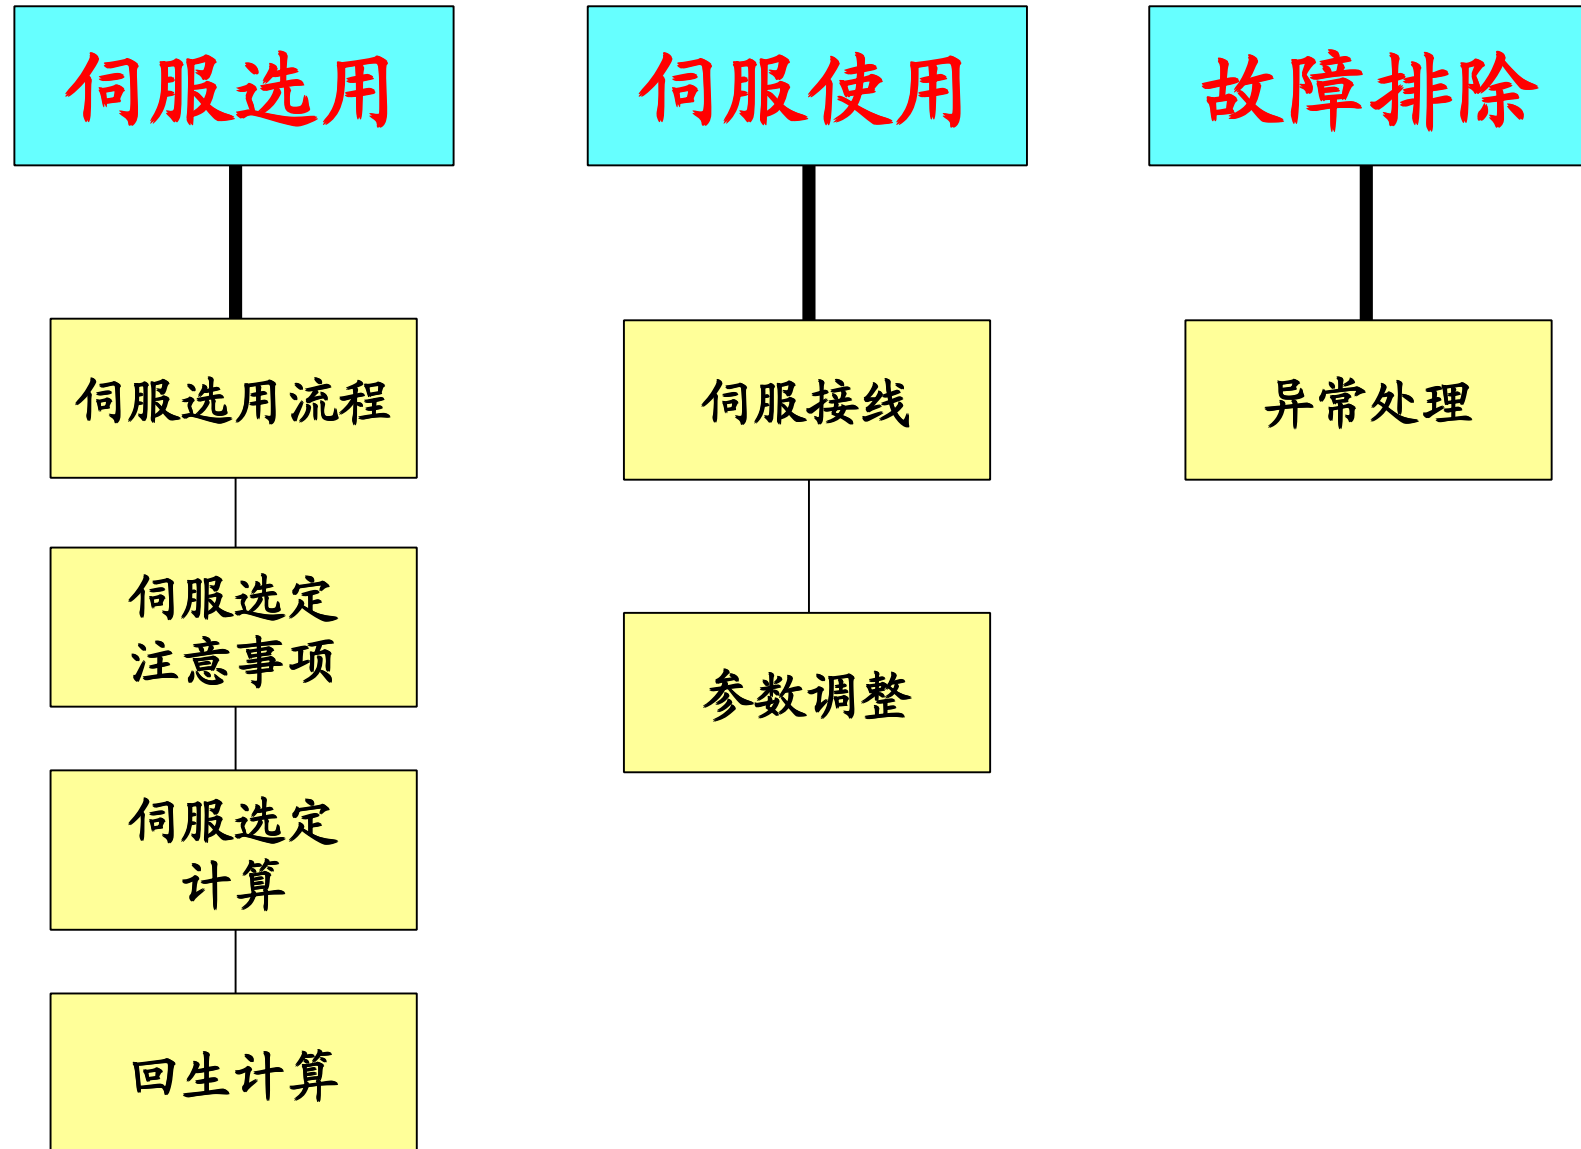 伺服选用
伺服选用流程
伺服选定
注意事项
伺服选定
计算
回生计算
伺服使用
伺服接线
参数调整
故障排除
异常处理